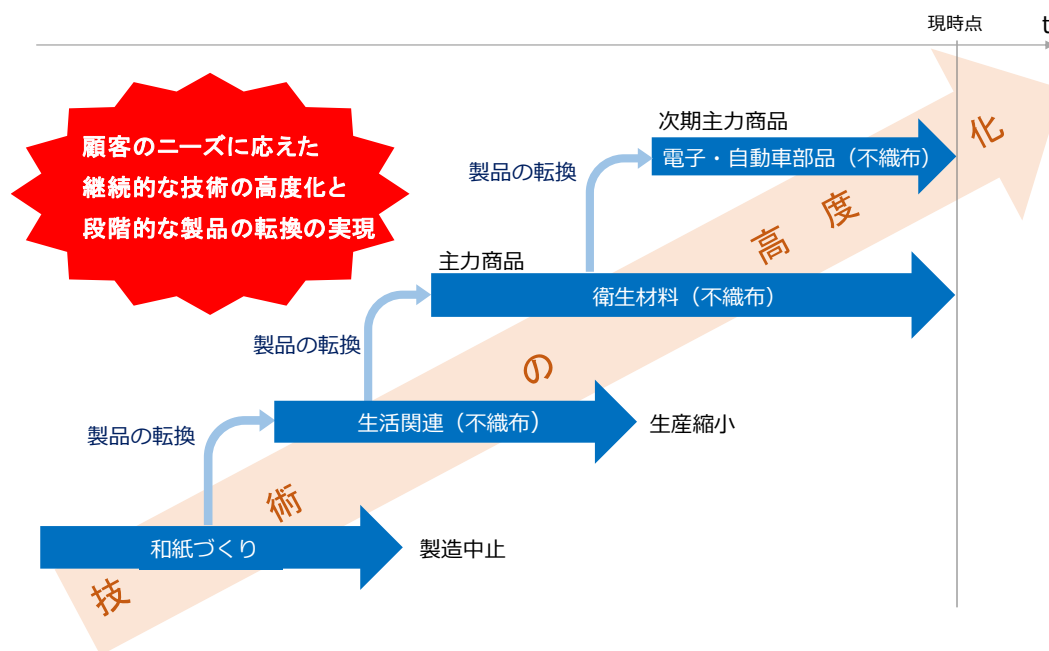 現時点
t
顧客のニーズに応えた
継続的な技術の高度化と
段階的な製品の転換の実現
次期主力商品
電子・自動車部品（不織布）
製品の転換
主力商品
衛生材料（不織布）
製品の転換
生活関連（不織布）
生産縮小
製品の転換
和紙づくり
製造中止
技術の高度化